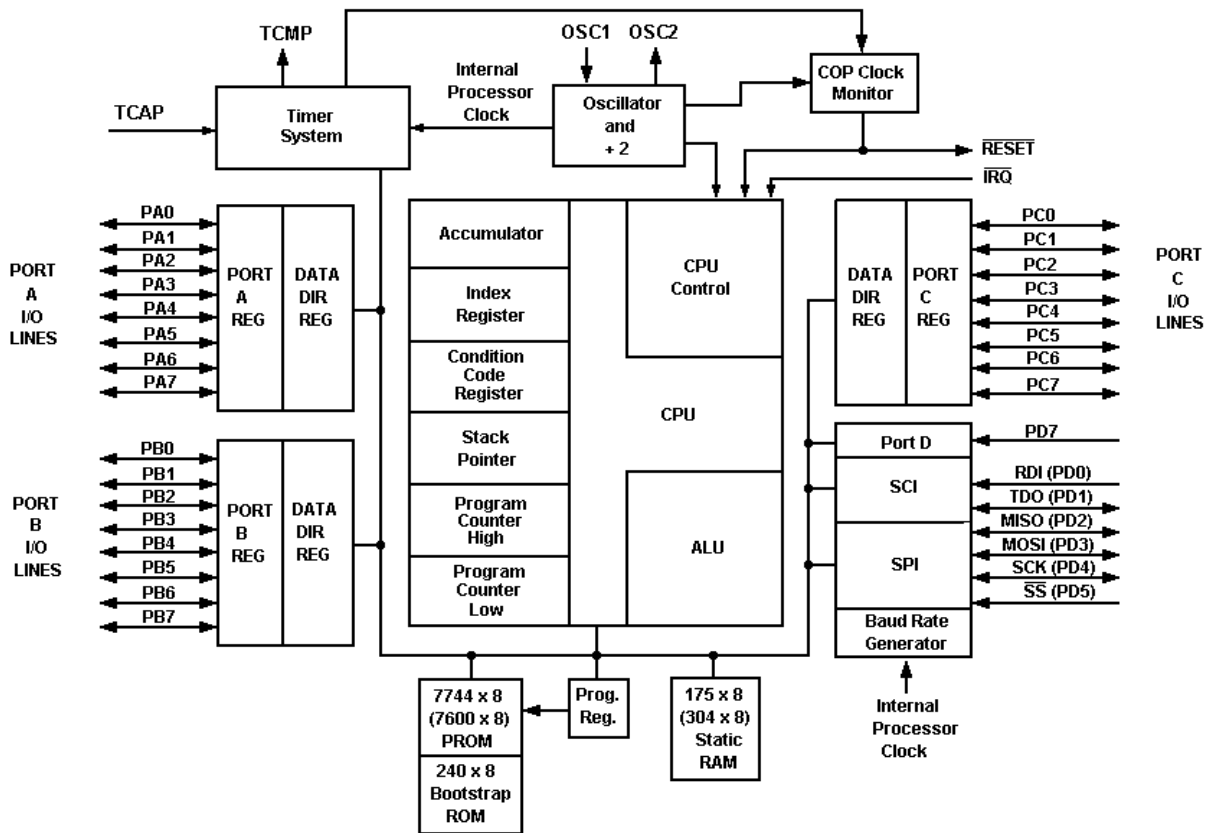 TCMP
OSC1
OSC2
TCAP
Timer
System
Internal
Processor
Clock
Oscillator
and
+ 2
COP Clock
Monitor
RESET
IRQ
PORT
A
I/O
LINES
PA0
PA1
PA2
PA3
PA4
PA5
PA6
PA7
PORT
A
REG
DATA
DIR
REG
PORT
B
I/O
LINES
PB0
PB1
PB2
PB3
PB4
PB5
PB6
PB7
PORT
B
REG
DATA
DIR
REG
Accumulator
Index
Register
Condition
Code
Register
Stack
Pointer
Program
Counter
High
Program
Counter
Low
CPU
Control
CPU
ALU
DATA
DIR
REG
PORT
C
REG
PC0
PC1
PC2
PC3
PC4
PC5
PC6
PC7
PORT
C
I/O
LINES
Port D
SCI
SPI
Baud Rate
Generator
PD7
RDI (PD0)
TDO (PD1)
MISO (PD2)
MOSI (PD3)
SCK (PD4)
SS (PD5)
Internal
Processor
Clock
7744 x 8
(7600 x 8)
PROM
240 x 8
Bootstrap
ROM
Prog.
Reg.
175 x 8
(304 x 8)
Static
RAM